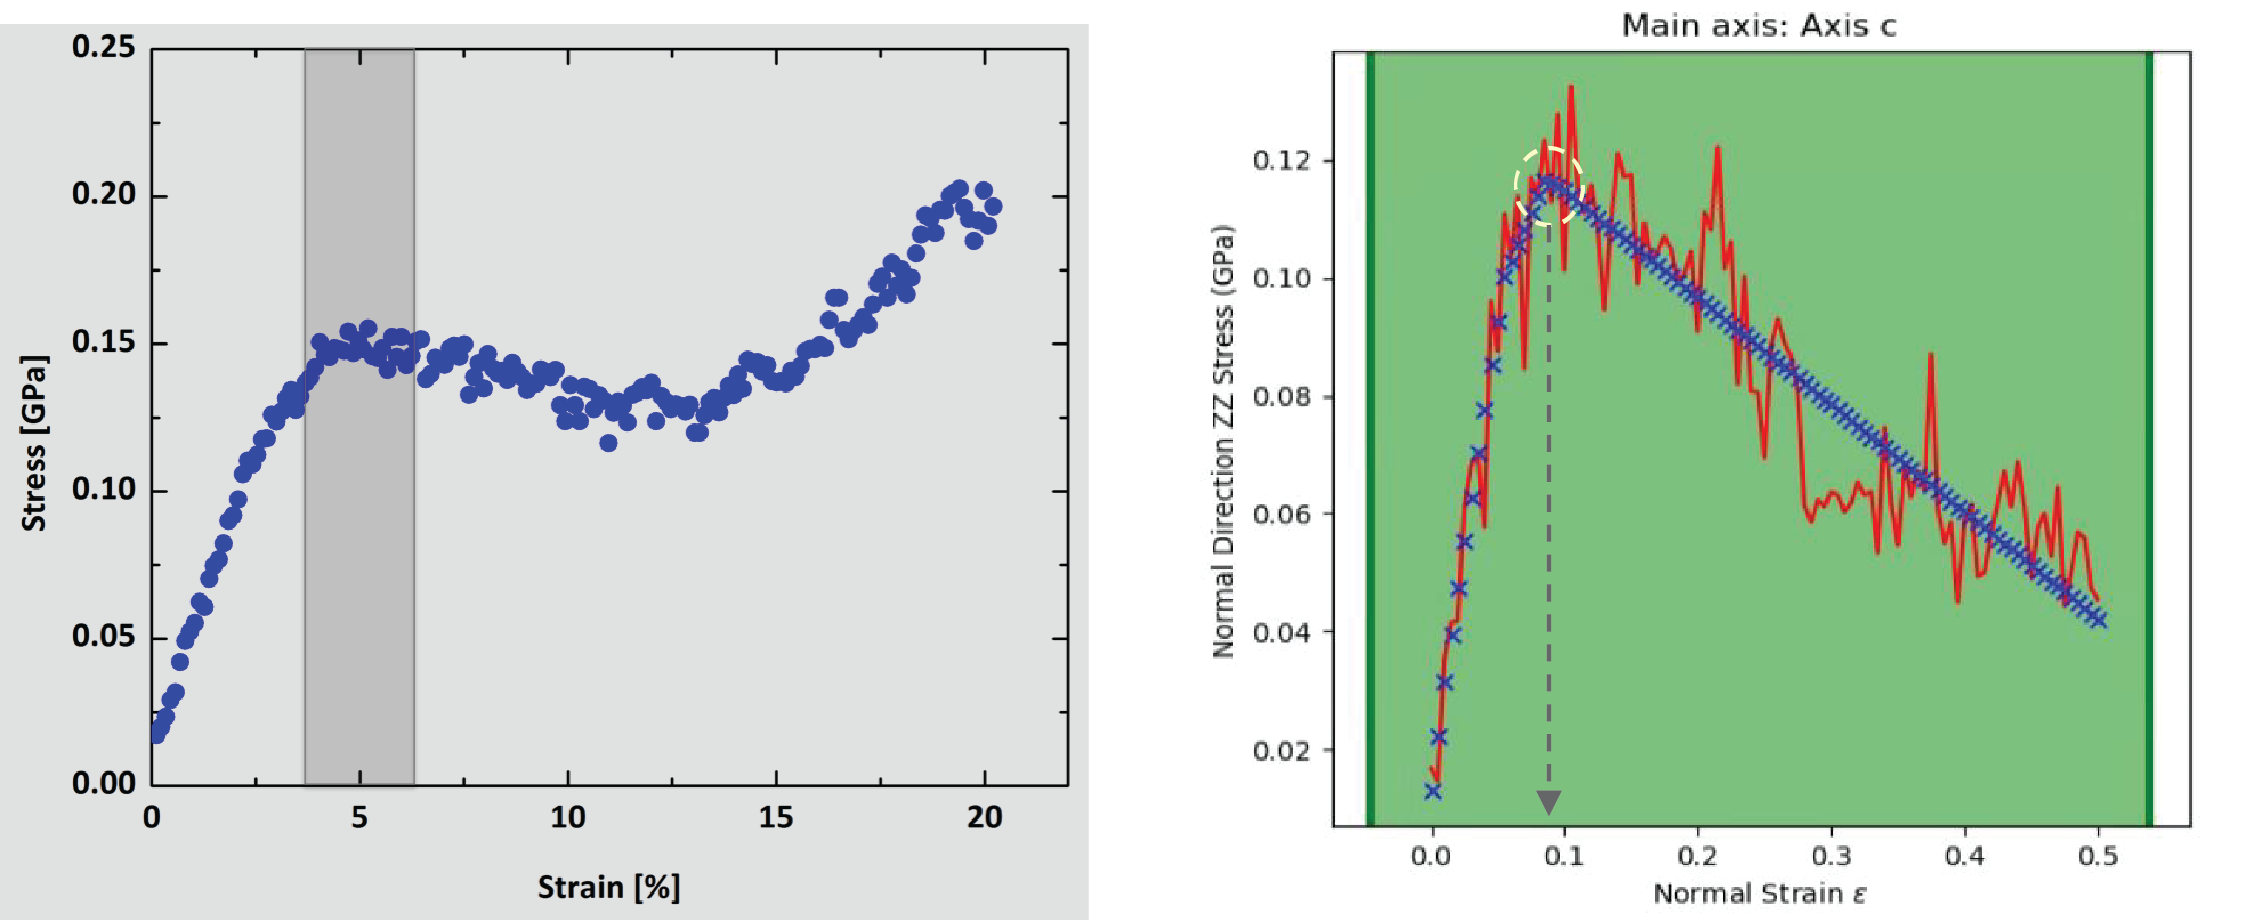 0.25
0.20
0.15
0.10
0.05
0.00
Stress [GPa]
0 5 10 15 20
Strain [%]
Main axis: Axis c
0.12
0.10
0.08
0.06
0.04
0.02
Normal Direction ZZ Stress (GPa)
0.0 0.1 0.2 0.3 0.4 0.5
Normal Strain ε